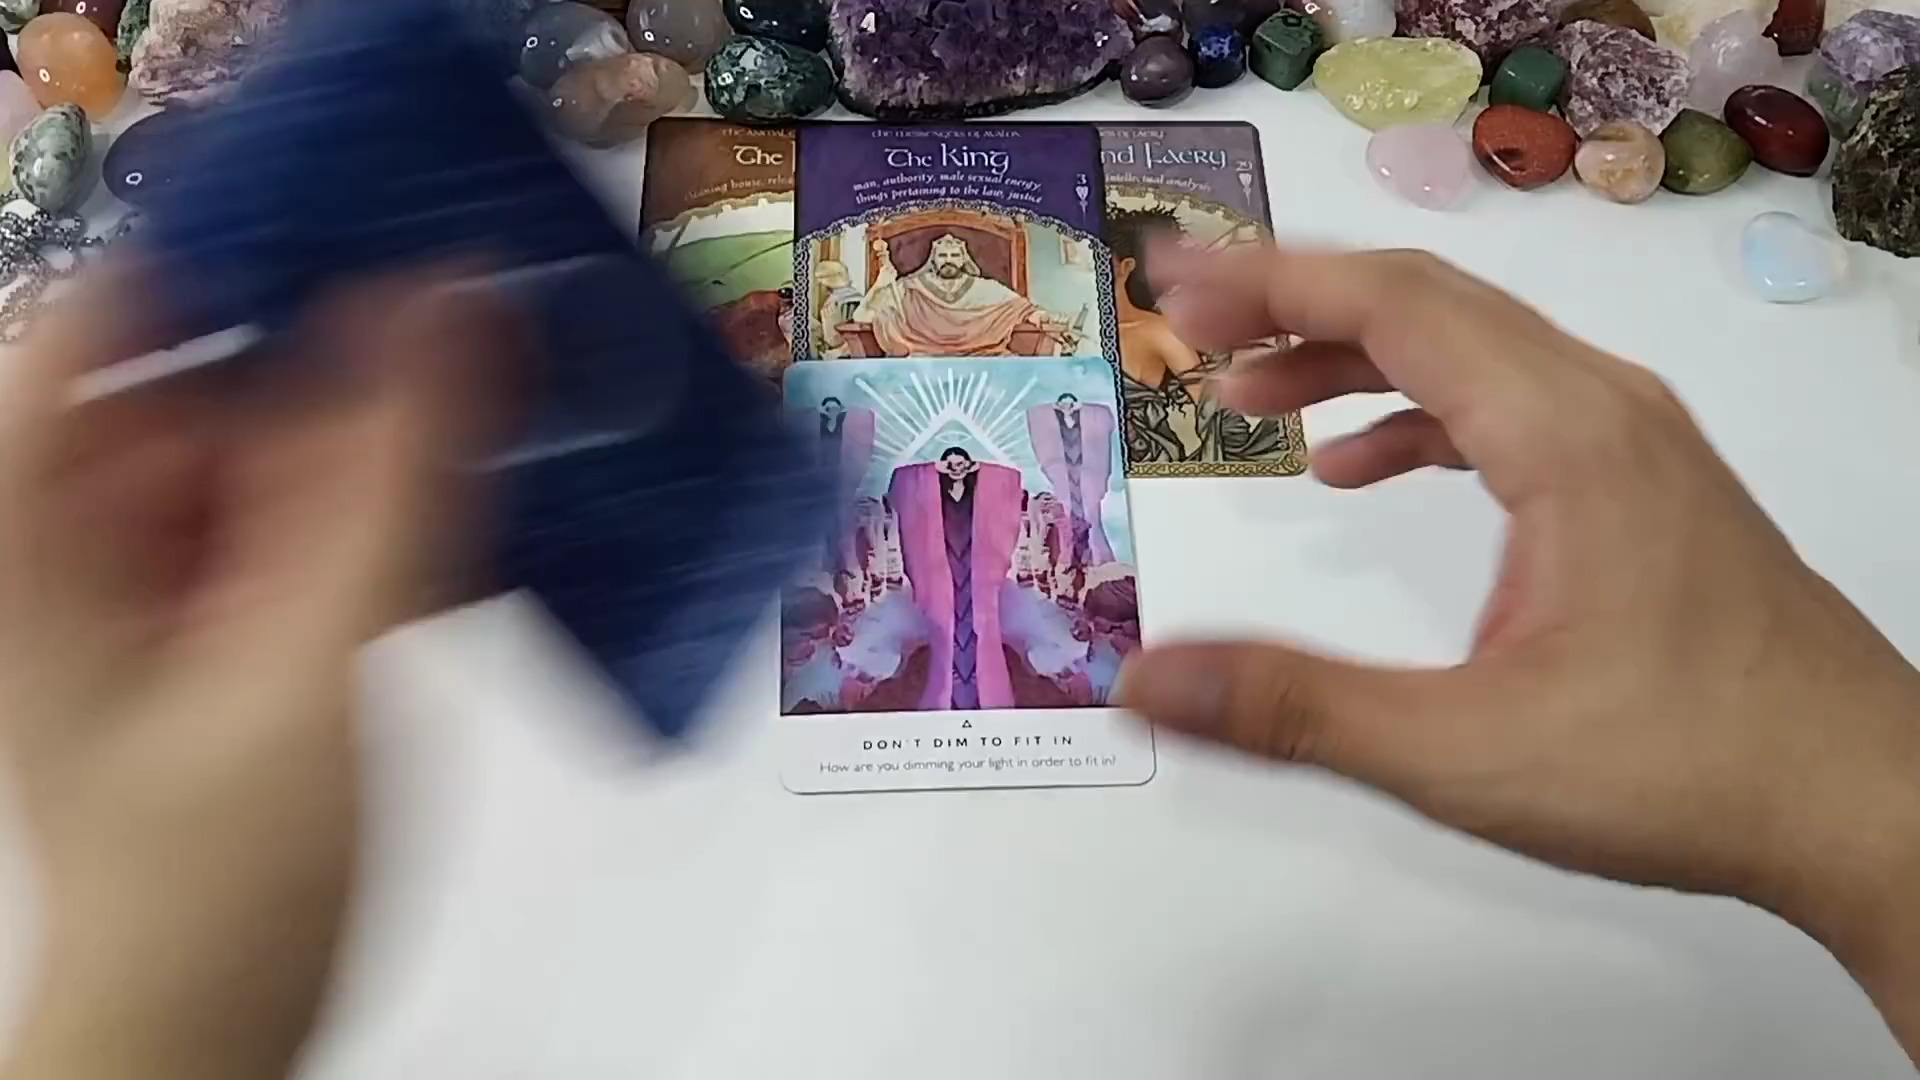 The
THE MESSENGERS OF AVALON
The King
man, authority, male sexual energy,
things pertaining to the law, justice
3
nd Faery
29
intellectual analysis
DON'T DIM TO FIT IN
How are you dimming your light in order to fit in?